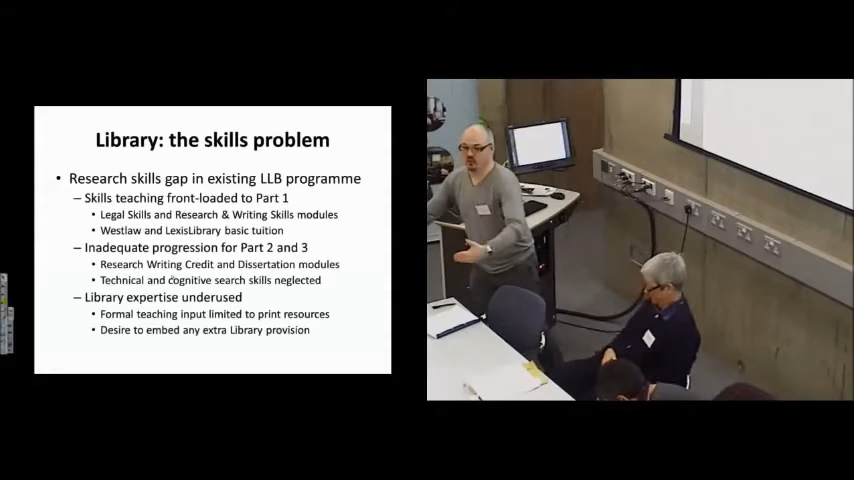 Library: the skills problem
• Research skills gap in existing LLB programme
– Skills teaching front-loaded to Part 1
• Legal Skills and Research & Writing Skills modules
• Westlaw and LexisLibrary basic tuition
– Inadequate progression for Part 2 and 3
• Research Writing Credit and Dissertation modules
• Technical and cognitive search skills neglected
– Library expertise underused
• Formal teaching input limited to print resources
• Desire to embed any extra Library provision